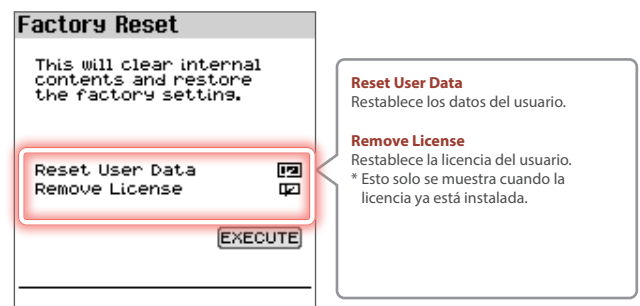 Factory Reset
This will clear internal
contents and restore
the factory setting.
Reset User Data
Remove License
EXECUTE
Reset User Data
Restablece los datos del usuario.
Remove License
Restablece la licencia del usuario.
* Esto solo se muestra cuando la
licencia ya está instalada.